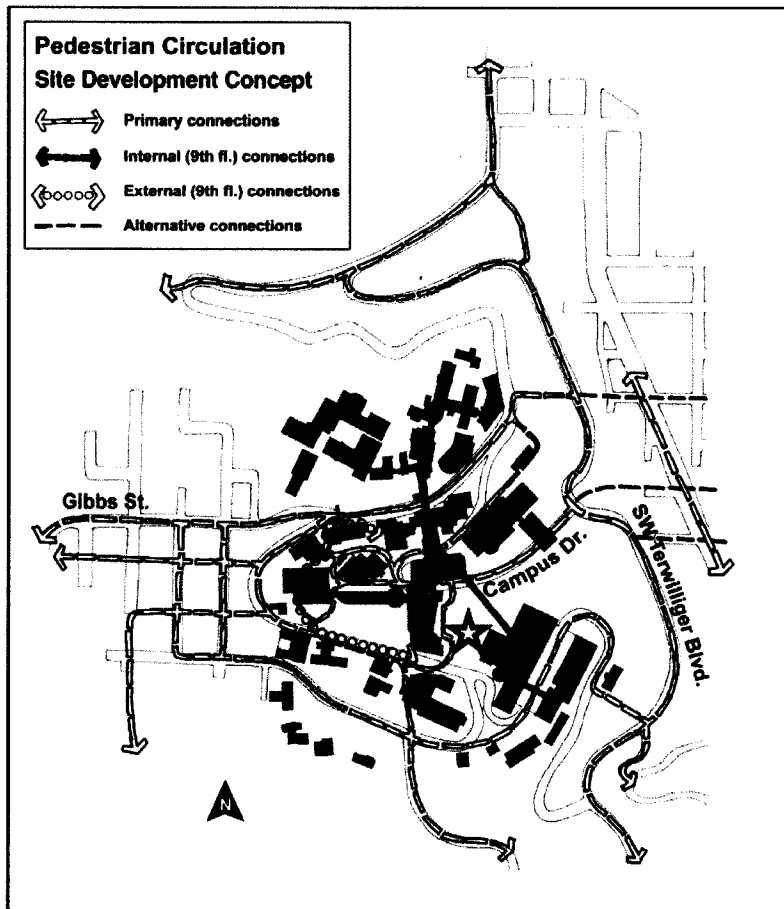 Pedestrian Circulation
Site Development Concept
Primary connections
Internal (9th fl.) connections
External (9th fl.) connections
Alternative connections
Gibbs St.
Campus Dr.
SW Terwilliger Blvd.
N